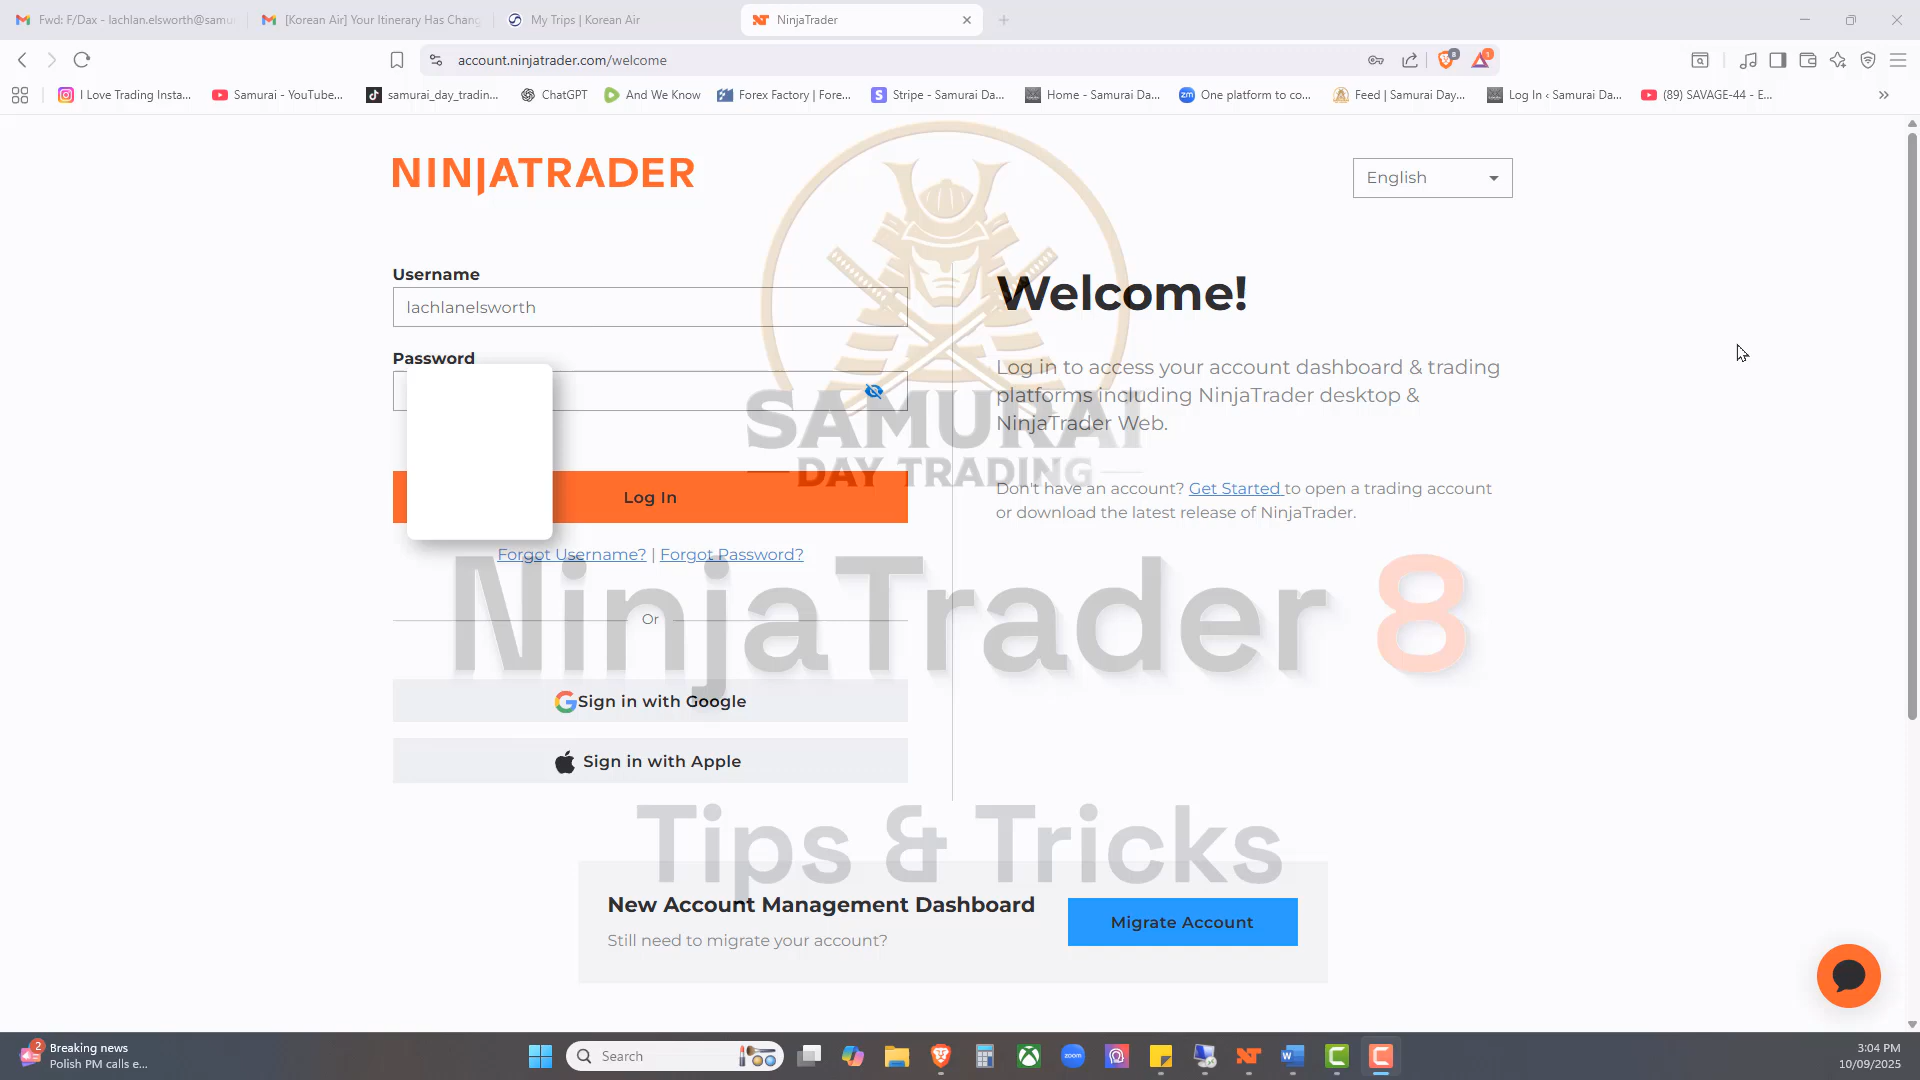 Fwd: F/Dax - lachlan.elsworth@samu
[Korean Air] Your Itinerary Has Chang
My Trips | Korean Air
NinjaTrader
account.ninjatrader.com/welcome
8
1
I Love Trading Insta...
Samurai - YouTube...
samurai_day_tradin...
ChatGPT
And We Know
Forex Factory | Fore...
Stripe - Samurai Da...
Home - Samurai Da...
One platform to co...
Feed | Samurai Day...
Log In ‹ Samurai Da...
(89) SAVAGE-44 - E...
NINJATRADER
English
Username
lachlanelsworth
Password
Log In
Forgot Username? | Forgot Password?
Or
Sign in with Google
Sign in with Apple
Welcome!
Log in to access your account dashboard & trading
platforms including NinjaTrader desktop &
NinjaTrader Web.
Don't have an account? Get Started to open a trading account
or download the latest release of NinjaTrader.
SAMURAI
DAY TRADING
NinjaTrader 8
Tips & Tricks
New Account Management Dashboard
Still need to migrate your account?
Migrate Account
2
Breaking news
Polish PM calls e...
Search
zoom
3:04 PM
10/09/2025